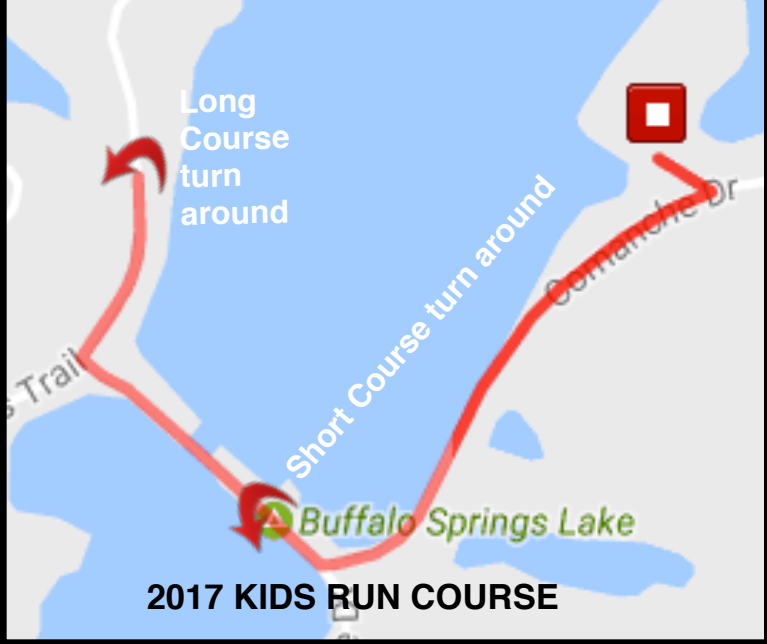 Long
Course
turn
around
Short Course turn around
Comanche Dr
s Trail
Buffalo Springs Lake
2017 KIDS RUN COURSE